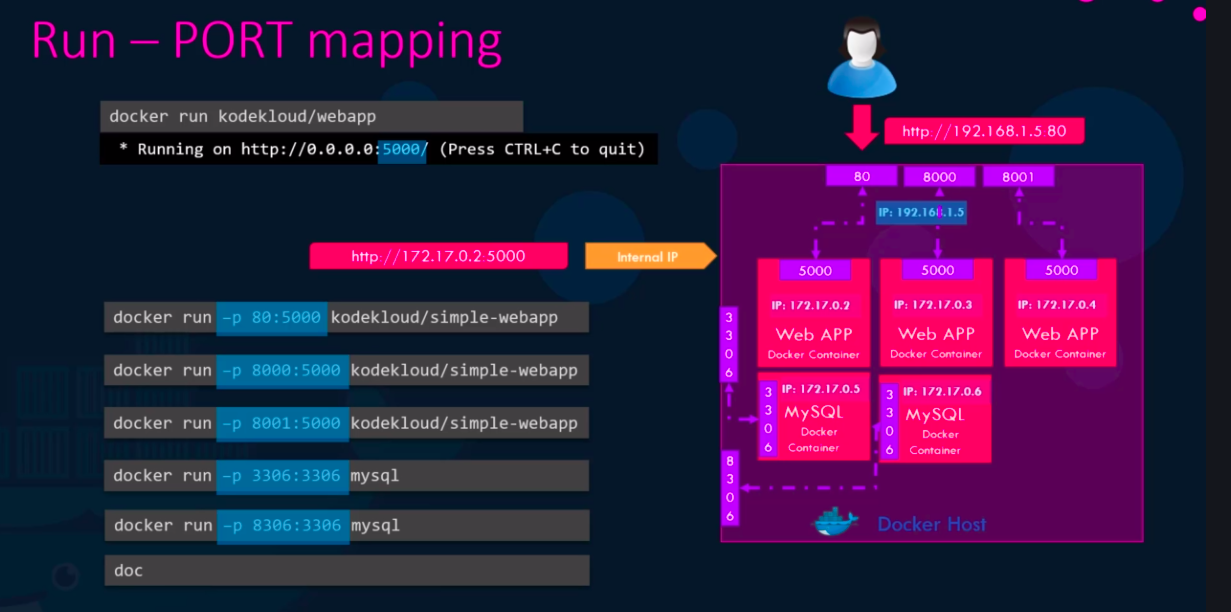 Run – PORT mapping
docker run kodekloud/webapp
* Running on http://0.0.0.0:5000/ (Press CTRL+C to quit)
http://172.17.0.2:5000
Internal IP
docker run -p 80:5000 kodekloud/simple-webapp
docker run -p 8000:5000 kodekloud/simple-webapp
docker run -p 8001:5000 kodekloud/simple-webapp
docker run -p 3306:3306 mysql
docker run -p 8306:3306 mysql
doc
http://192.168.1.5:80
80 8000 8001
IP: 192.168.1.5
5000 5000 5000
IP: 172.17.0.2 IP: 172.17.0.3 IP: 172.17.0.4
Web APP Web APP Web APP
Docker Container Docker Container Docker Container
3306
3306 IP: 172.17.0.5 3306 IP: 172.17.0.6
MySQL MySQL
Docker Docker
Container Container
8306
Docker Host